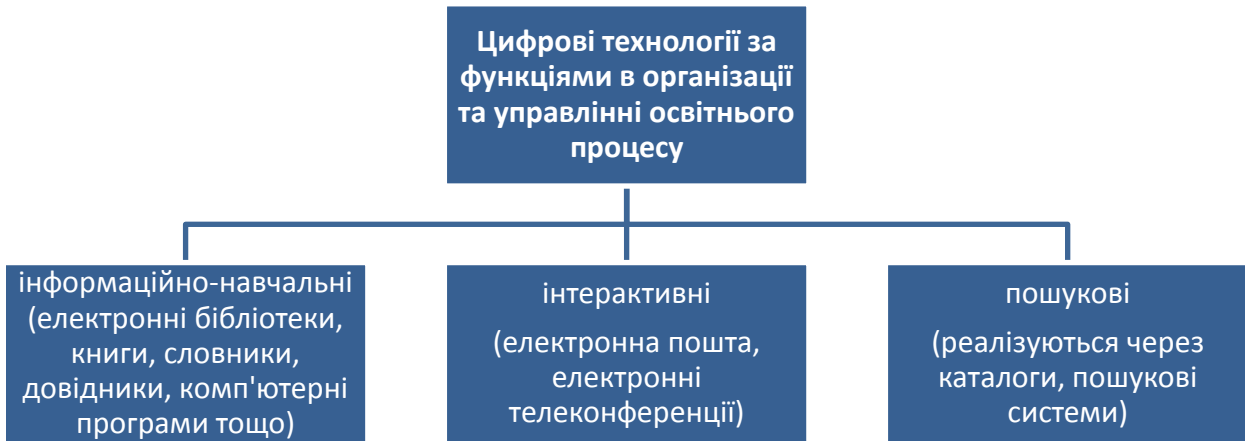 Цифрові технології за
функціями в організації
та управлінні освітнього
процесу
інформаційно-навчальні
(електронні бібліотеки,
книги, словники,
довідники, комп'ютерні
програми тощо)
інтерактивні
(електронна пошта,
електронні
телеконференції)
пошукові
(реалізуються через
каталоги, пошукові
системи)